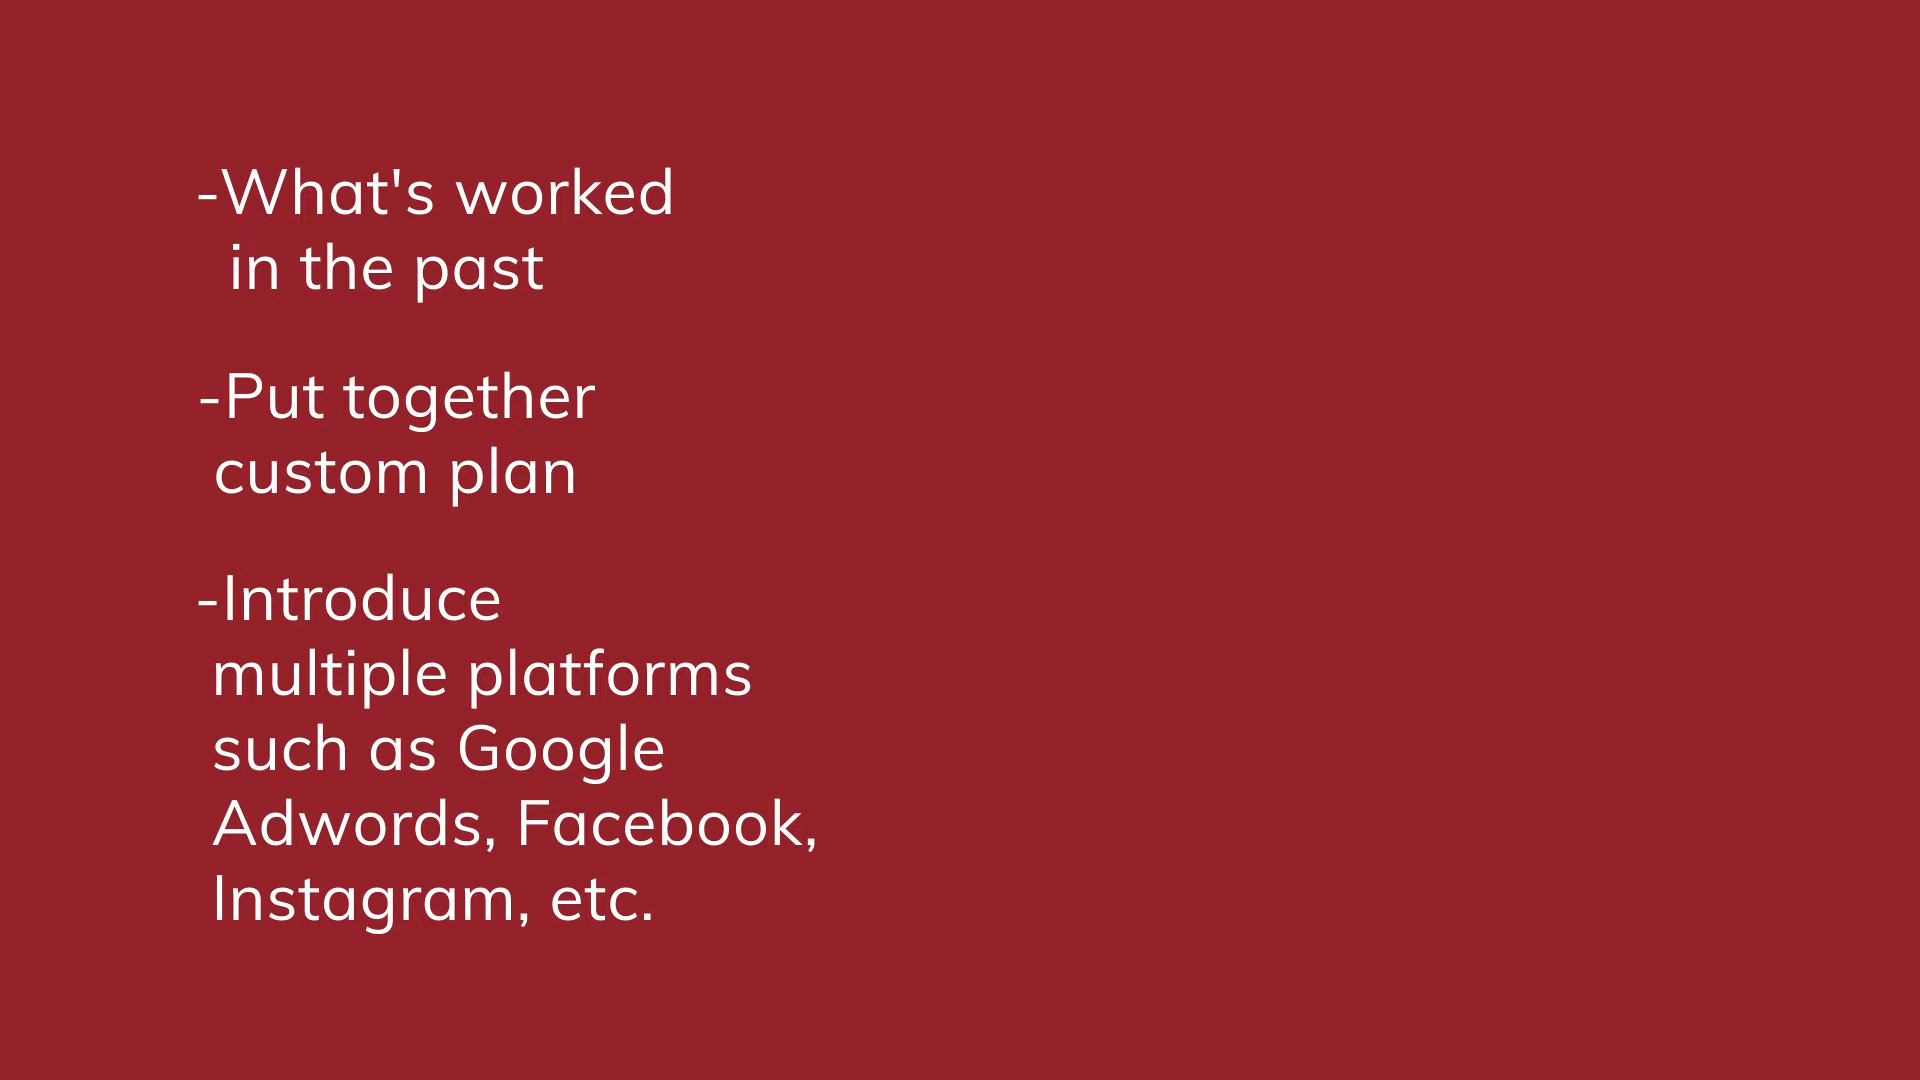 -What's worked
in the past
-Put together
custom plan
-Introduce
multiple platforms
such as Google
Adwords, Facebook,
Instagram, etc.